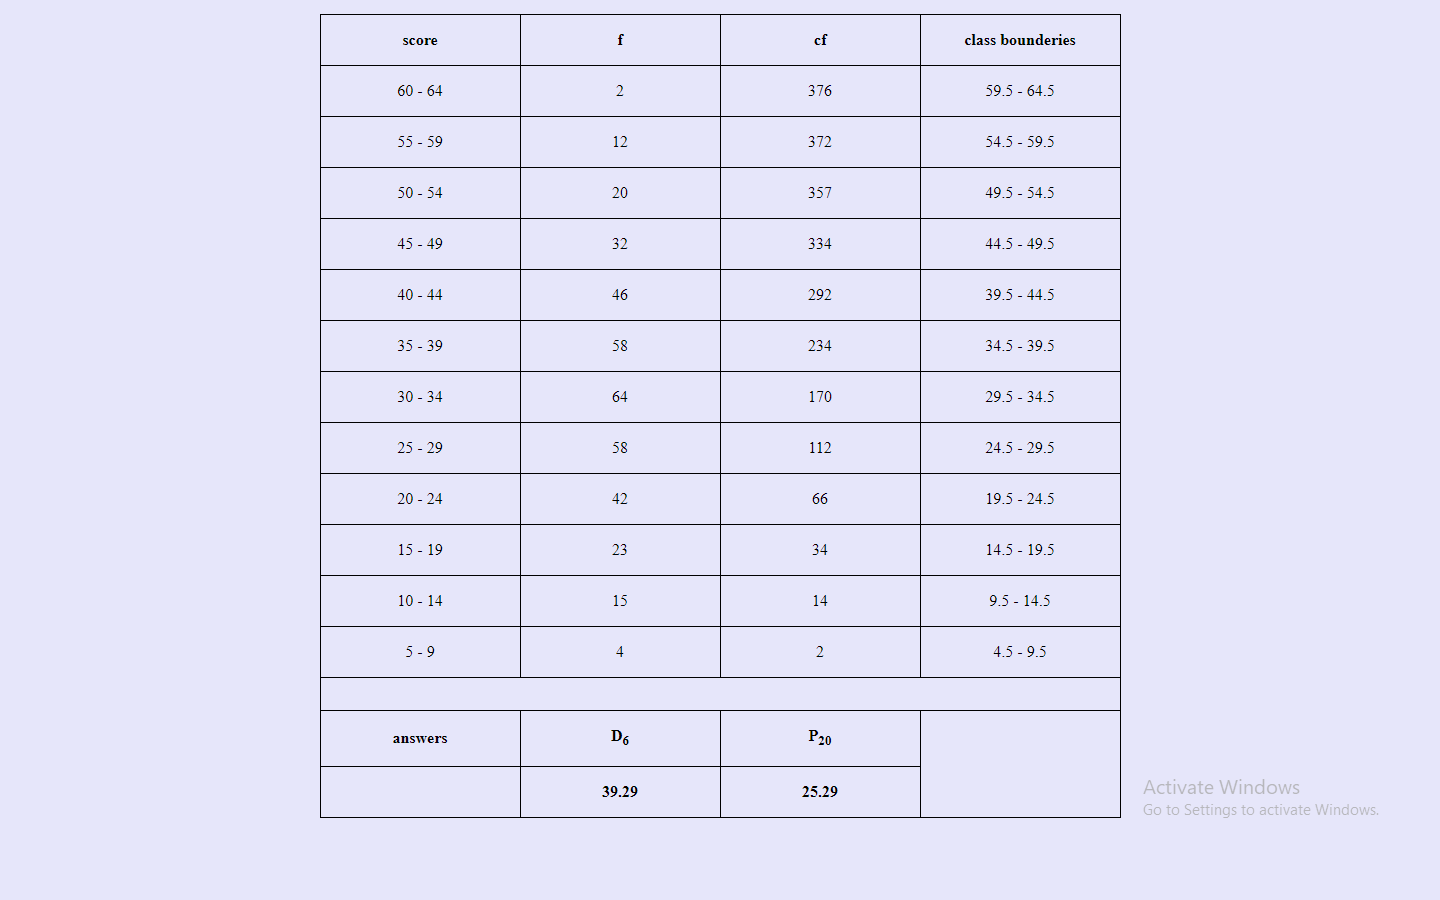 score f cf class bounderies
60 - 64 2 376 59.5 - 64.5
55 - 59 12 372 54.5 - 59.5
50 - 54 20 357 49.5 - 54.5
45 - 49 32 334 44.5 - 49.5
40 - 44 46 292 39.5 - 44.5
35 - 39 58 234 34.5 - 39.5
30 - 34 64 170 29.5 - 34.5
25 - 29 58 112 24.5 - 29.5
20 - 24 42 66 19.5 - 24.5
15 - 19 23 34 14.5 - 19.5
10 - 14 15 14 9.5 - 14.5
5 - 9 4 2 4.5 - 9.5
answers D6 P20
39.29 25.29
Activate Windows
Go to Settings to activate Windows.